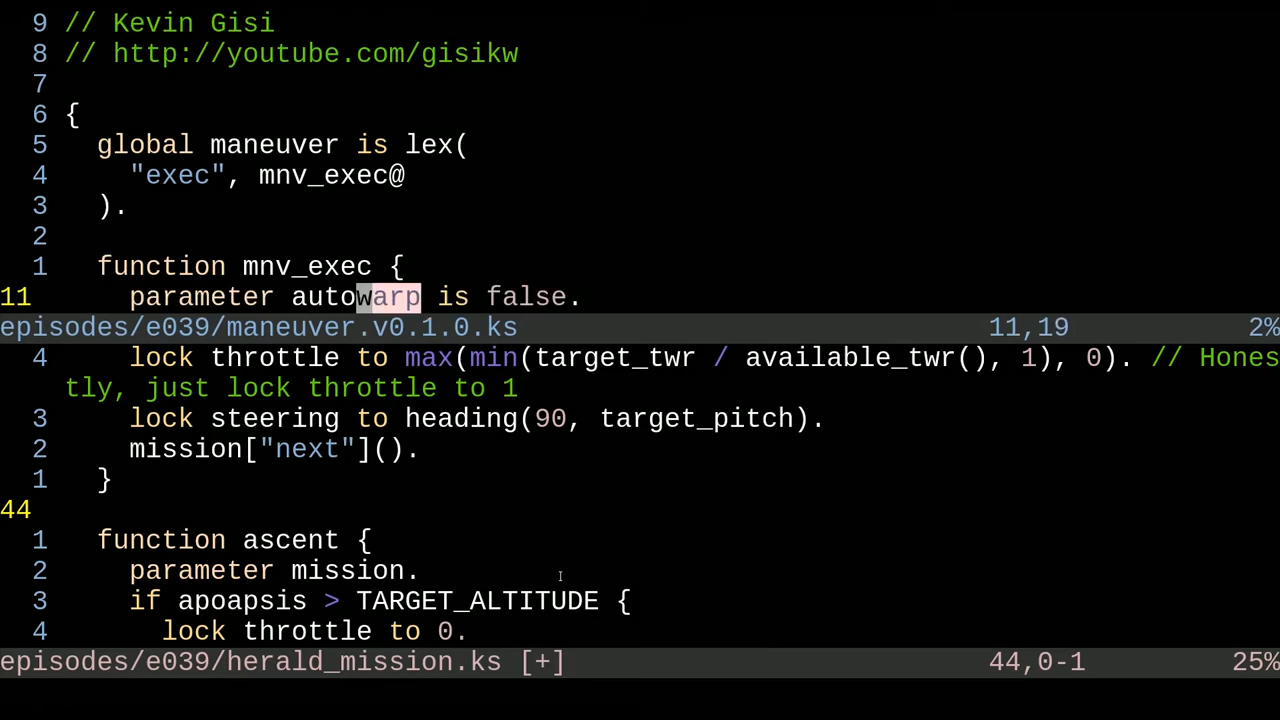 9 // Kevin Gisi
8 // http://youtube.com/gisikw
7
6 {
5   global maneuver is lex(
4     "exec", mnv_exec@
3   ).
2
1   function mnv_exec {
11     parameter autowarp is false.
episodes/e039/maneuver.v0.1.0.ks 11,19 2%
4     lock throttle to max(min(target_twr / available_twr(), 1), 0). // Hones
tly, just lock throttle to 1
3     lock steering to heading(90, target_pitch).
2     mission["next"]().
1   }
44
1   function ascent {
2     parameter mission.
3     if apoapsis > TARGET_ALTITUDE {
4       lock throttle to 0.
episodes/e039/herald_mission.ks [+] 44,0-1 25%